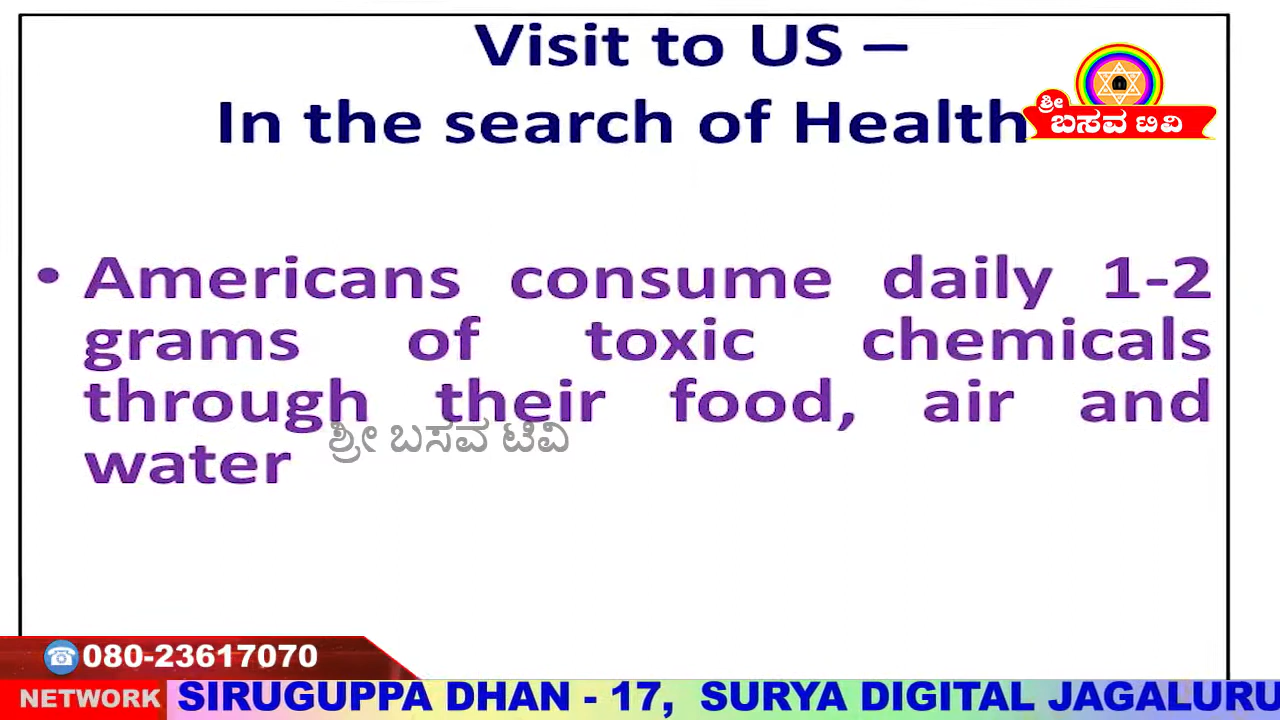 Visit to US –
In the search of Health
ಶ್ರೀ
ಬಸವ ಟಿವಿ
• Americans consume daily 1-2
grams of toxic chemicals
through their food, air and
water
ಶ್ರೀ ಬಸವ ಟಿವಿ
080-23617070
NETWORK SIRUGUPPA DHAN - 17, SURYA DIGITAL JAGALURU